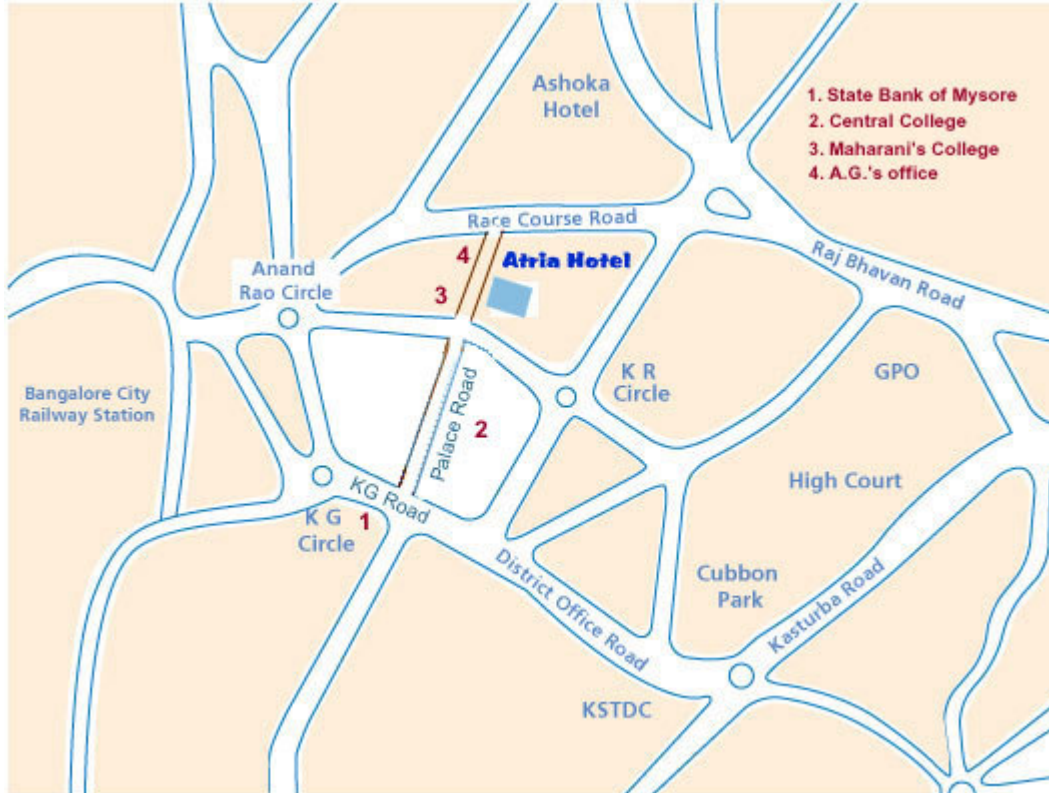 Ashoka
Hotel
1. State Bank of Mysore
2. Central College
3. Maharani's College
4. A.G.'s office
Race Course Road
4
Atria Hotel
Raj Bhavan Road
Anand
Rao Circle
3
K R
Circle
GPO
Bangalore City
Railway Station
Palace Road
2
High Court
KG Road
K G
Circle
1
District Office Road
Cubbon
Park
Kasturba Road
KSTDC